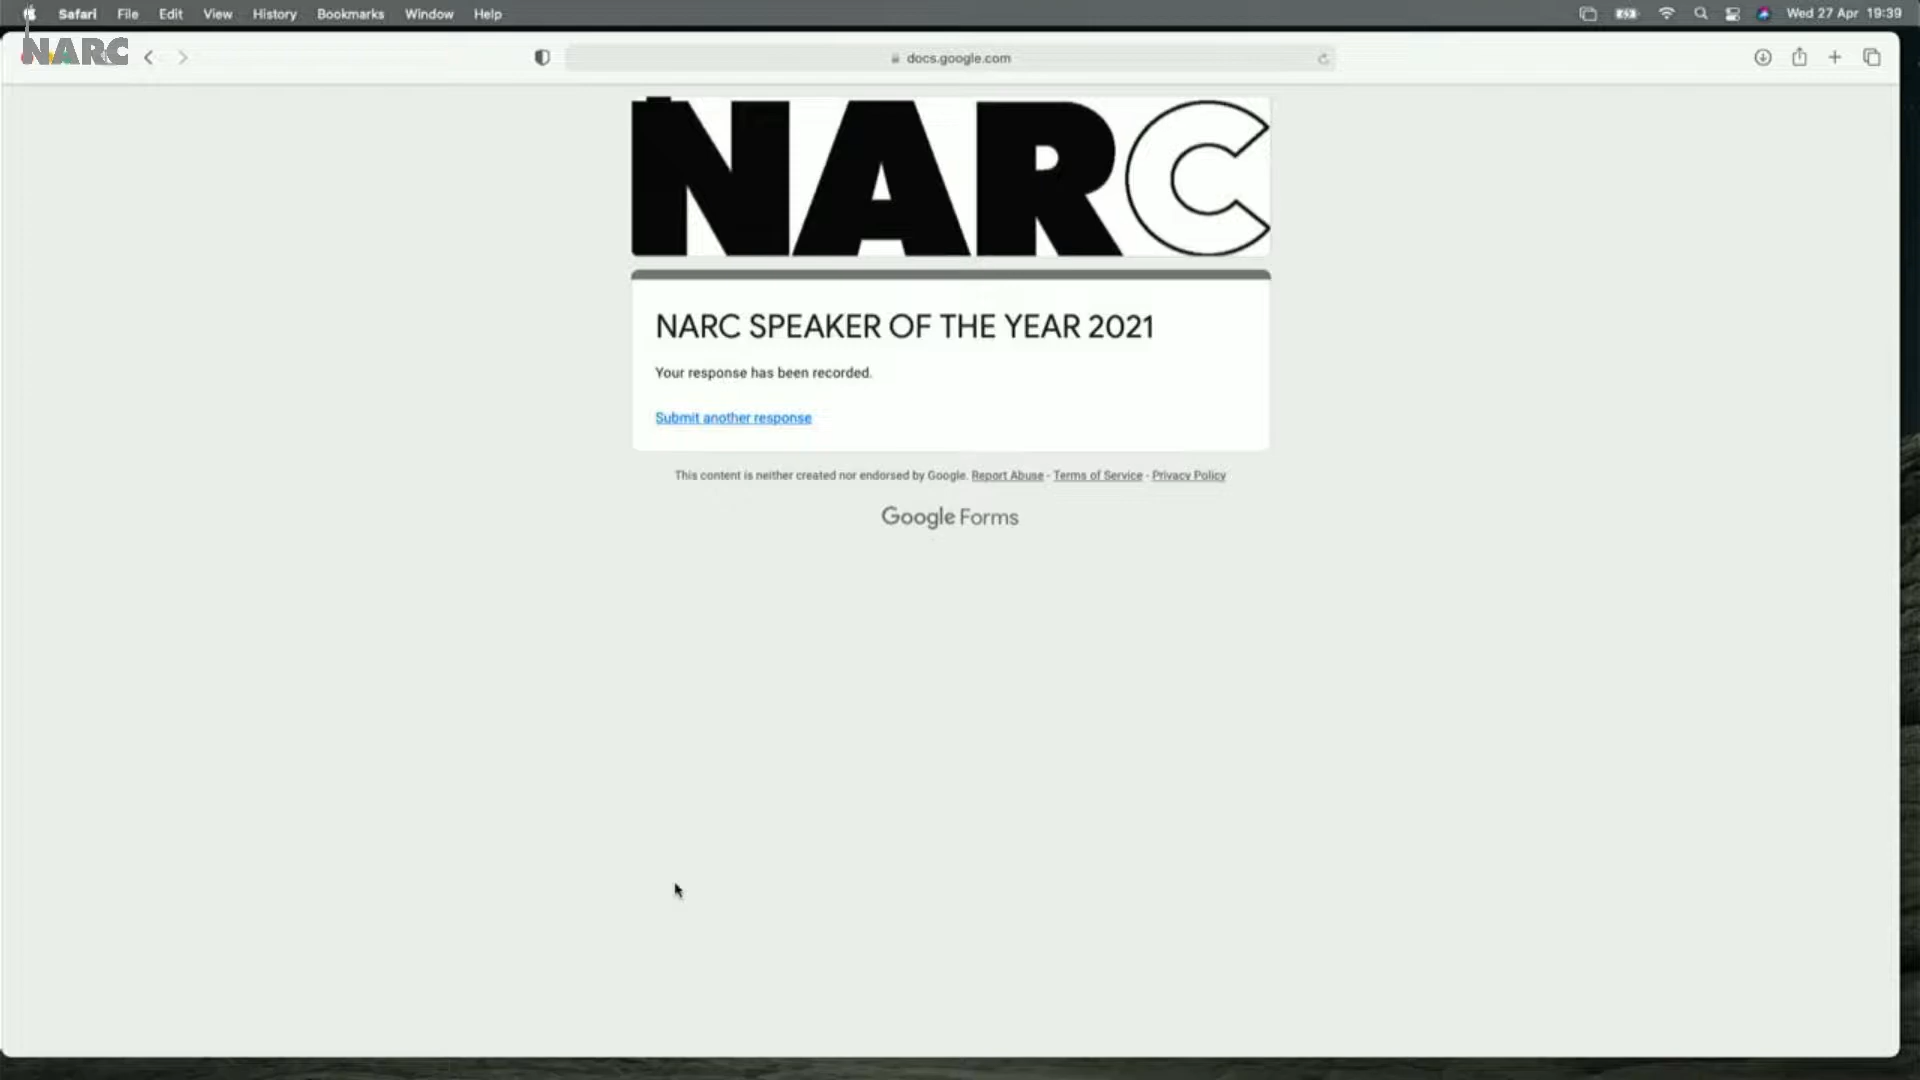 Safari File Edit View History Bookmarks Window Help Wed 27 Apr 19:39
NARC docs.google.com
NARC
NARC SPEAKER OF THE YEAR 2021
Your response has been recorded.
Submit another response
This content is neither created nor endorsed by Google. Report Abuse - Terms of Service - Privacy Policy
Google Forms